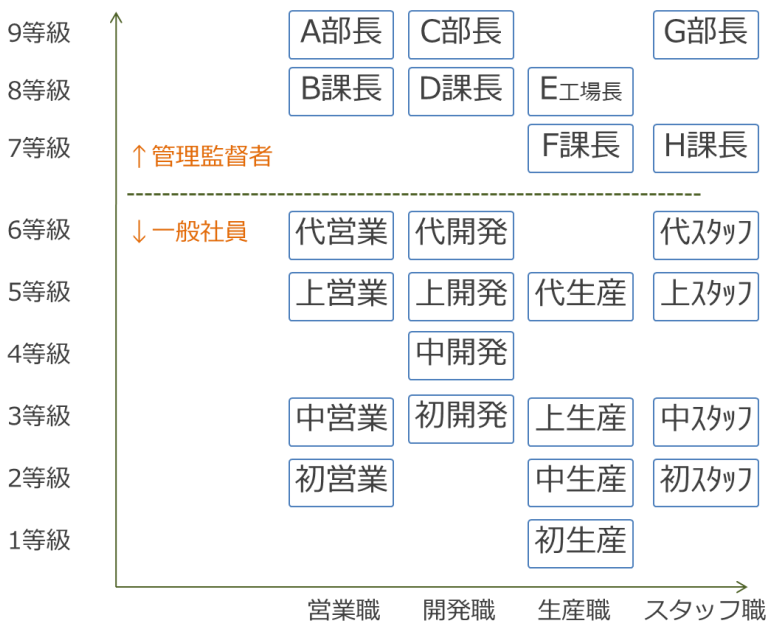 9等級 A部長 C部長 G部長
8等級 B課長 D課長 E工場長
7等級 ↑管理監督者 F課長 H課長
6等級 ↓一般社員 代営業 代開発 代ｽﾀｯﾌ
5等級 上営業 上開発 代生産 上ｽﾀｯﾌ
4等級 中開発
3等級 中営業 初開発 上生産 中ｽﾀｯﾌ
2等級 初営業 中生産 初ｽﾀｯﾌ
1等級 初生産
営業職 開発職 生産職 スタッフ職